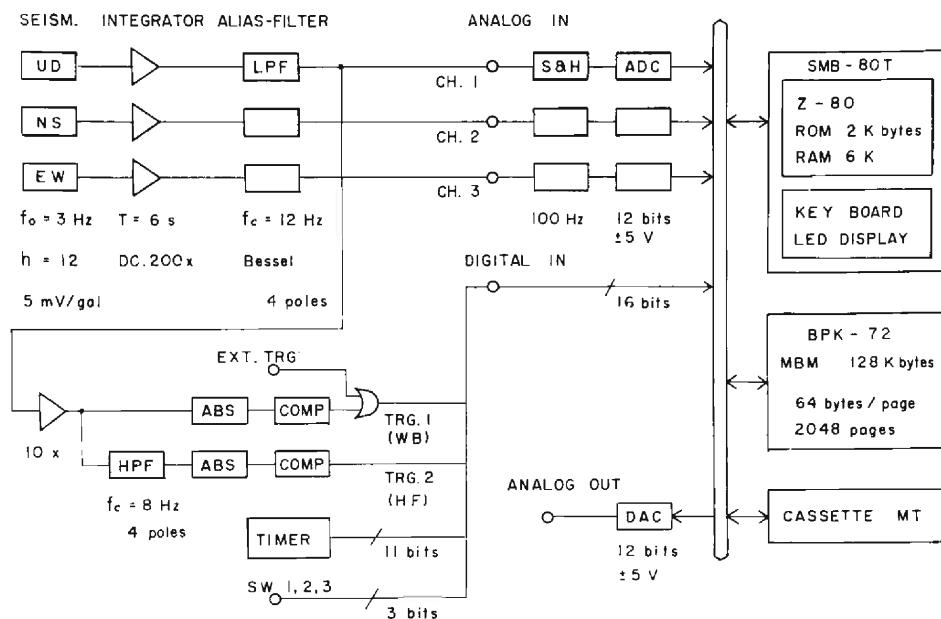 SEISM. INTEGRATOR ALIAS-FILTER ANALOG IN
UD LPF CH. 1 S&H ADC
NS CH. 2
EW CH. 3
f₀ = 3 Hz T = 6 s f_c = 12 Hz 100 Hz 12 bits
±5 V
h = 12 DC. 200x Bessel DIGITAL IN
5 mV/gal 4 poles 16 bits
SMB - 80T
Z - 80
ROM 2 K bytes
RAM 6 K
KEY BOARD
LED DISPLAY
EXT. TRG
ABS COMP TRG. 1
(WB)
10 x
HPF ABS COMP TRG. 2
(HF)
f_c = 8 Hz
4 poles
TIMER 11 bits
SW 1, 2, 3 3 bits
BPK - 72
MBM 128 K bytes
64 bytes / page
2048 pages
ANALOG OUT DAC
12 bits
±5 V
CASSETTE MT